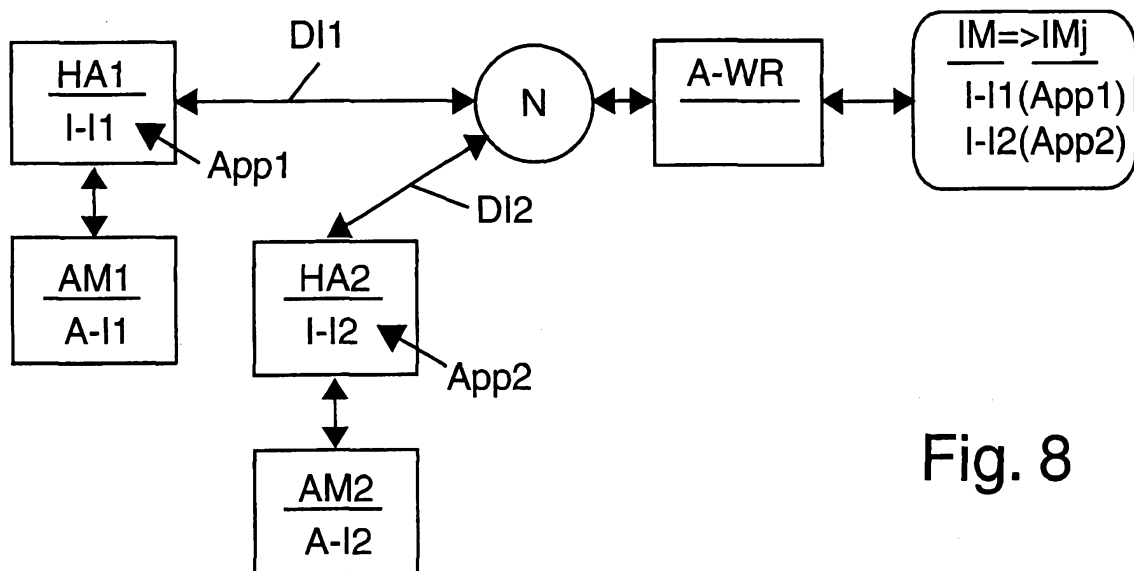 DI1
HA1
I-I1
App1
N
A-WR
IM=>IMj
I-I1(App1)
I-I2(App2)
DI2
AM1
A-I1
HA2
I-I2
App2
AM2
A-I2
Fig. 8